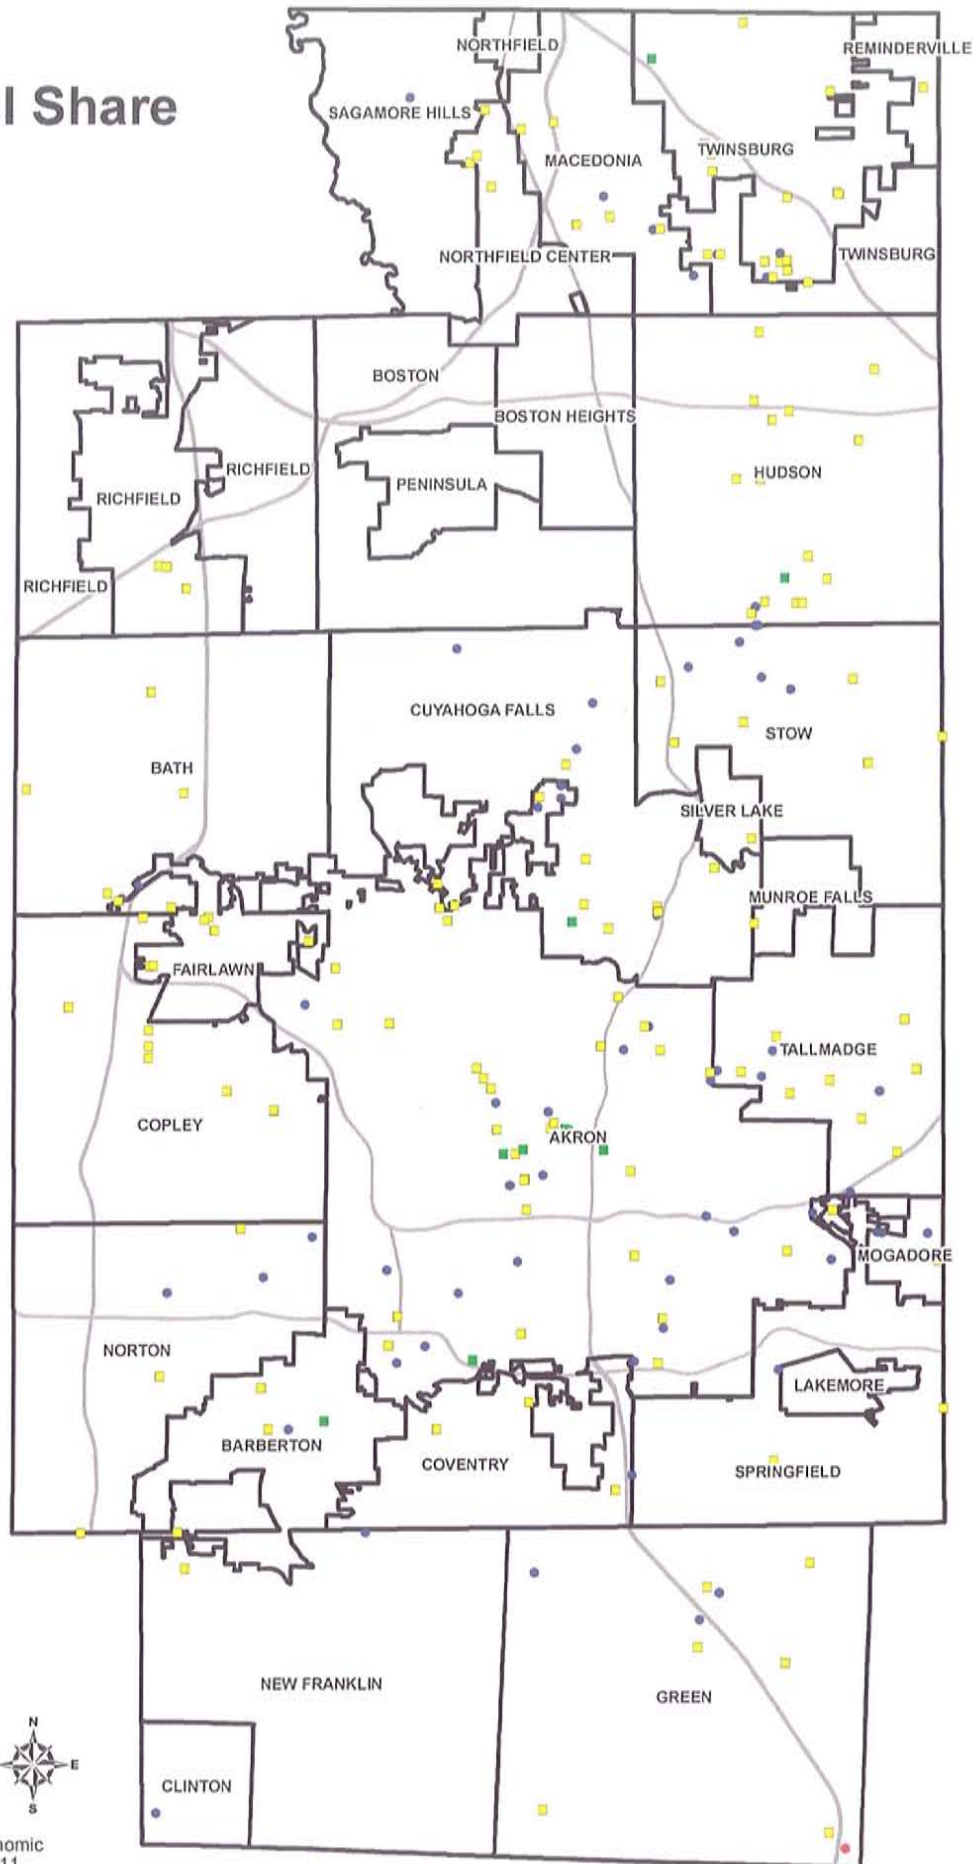 l Share
NORTHFIELD
REMINDERVILLE
SAGAMORE HILLS
TWINSBURG
MACEDONIA
NORTHFIELD CENTER
TWINSBURG
BOSTON
BOSTON HEIGHTS
RICHFIELD
HUDSON
PENINSULA
RICHFIELD
RICHFIELD
CUYAHOGA FALLS
STOW
BATH
SILVER LAKE
MUNROE FALLS
FAIRLAWN
TALLMADGE
COPLEY
AKRON
MOGADORE
NORTON
LAKEMORE
BARBERTON
COVENTRY
SPRINGFIELD
NEW FRANKLIN
GREEN
N
E
S
CLINTON
nomic